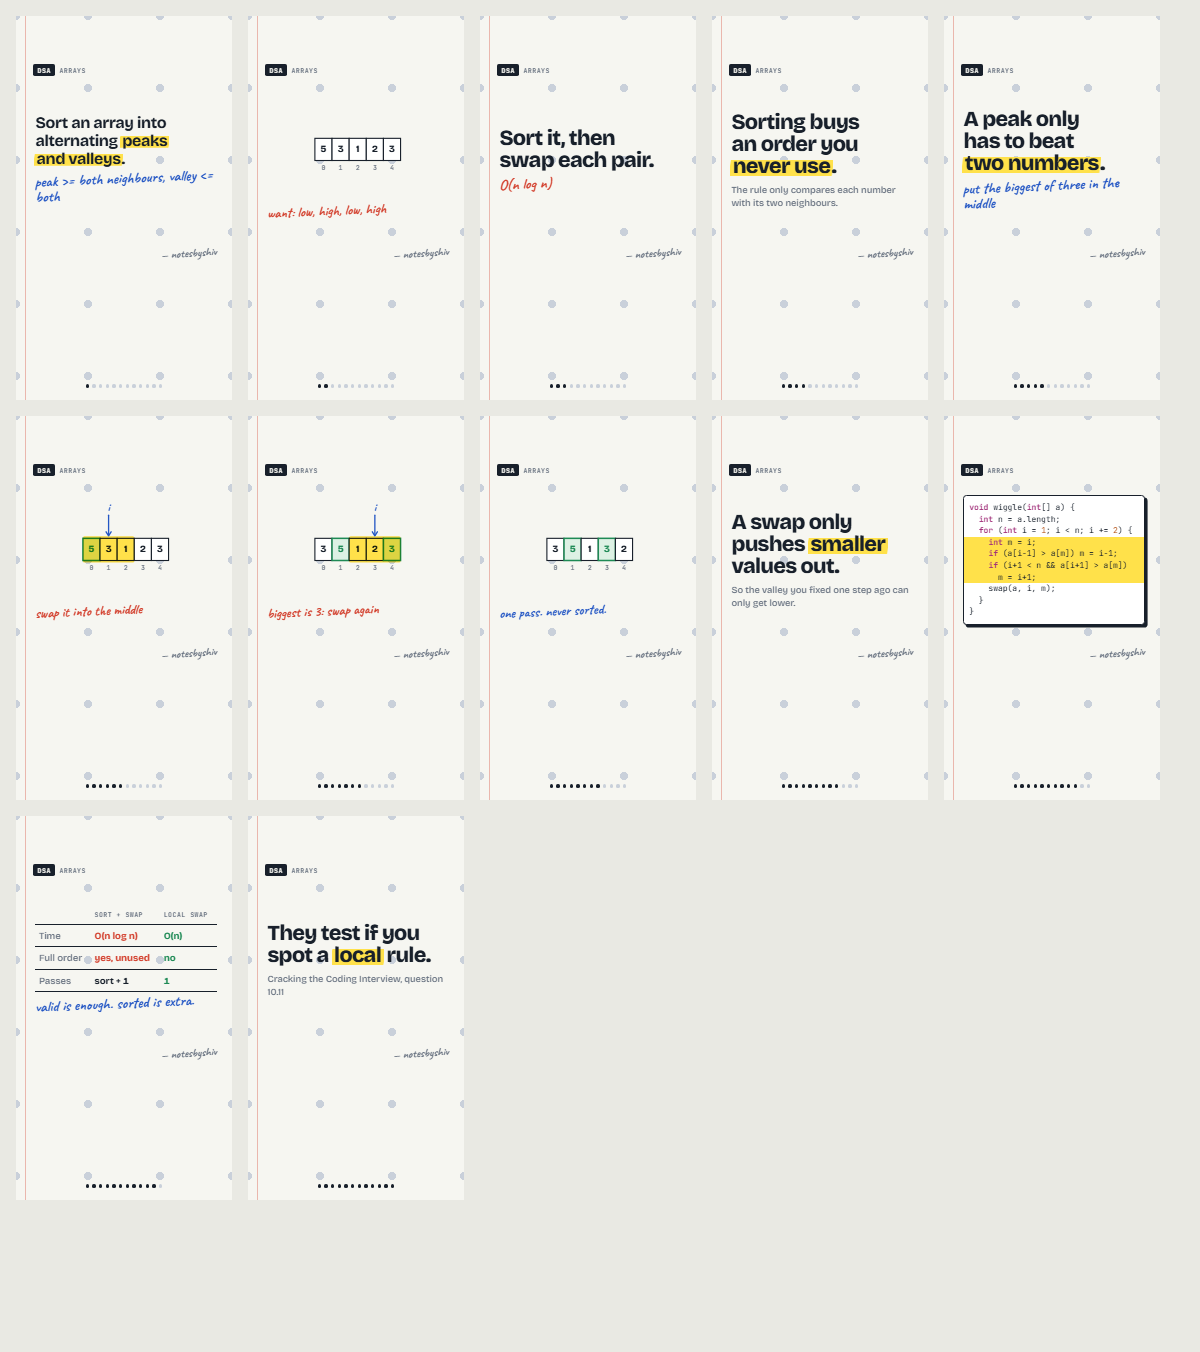 DSA ARRAYS
Sort an array into
alternating peaks
and valleys.
peak >= both neighbours, valley <=
both
— notesbyshiv
DSA ARRAYS
5 3 1 2 3
0 1 2 3 4
want: low, high, low, high
— notesbyshiv
DSA ARRAYS
Sort it, then
swap each pair.
O(n log n)
— notesbyshiv
DSA ARRAYS
Sorting buys
an order you
never use.
The rule only compares each number
with its two neighbours.
— notesbyshiv
DSA ARRAYS
A peak only
has to beat
two numbers.
put the biggest of three in the
middle
— notesbyshiv
DSA ARRAYS
i
5 3 1 2 3
0 1 2 3 4
swap it into the middle
— notesbyshiv
DSA ARRAYS
i
3 5 1 2 3
0 1 2 3 4
biggest is 3: swap again
— notesbyshiv
DSA ARRAYS
3 5 1 3 2
0 1 2 3 4
one pass. never sorted.
— notesbyshiv
DSA ARRAYS
A swap only
pushes smaller
values out.
So the valley you fixed one step ago can
only get lower.
— notesbyshiv
DSA ARRAYS
void wiggle(int[] a) {
int n = a.length;
for (int i = 1; i < n; i += 2) {
int m = i;
if (a[i-1] > a[m]) m = i-1;
if (i+1 < n && a[i+1] > a[m])
m = i+1;
swap(a, i, m);
}
}
— notesbyshiv
DSA ARRAYS
SORT + SWAP LOCAL SWAP
Time O(n log n) O(n)
Full order yes, unused no
Passes sort + 1 1
valid is enough. sorted is extra.
— notesbyshiv
DSA ARRAYS
They test if you
spot a local rule.
Cracking the Coding Interview, question
10.11
— notesbyshiv